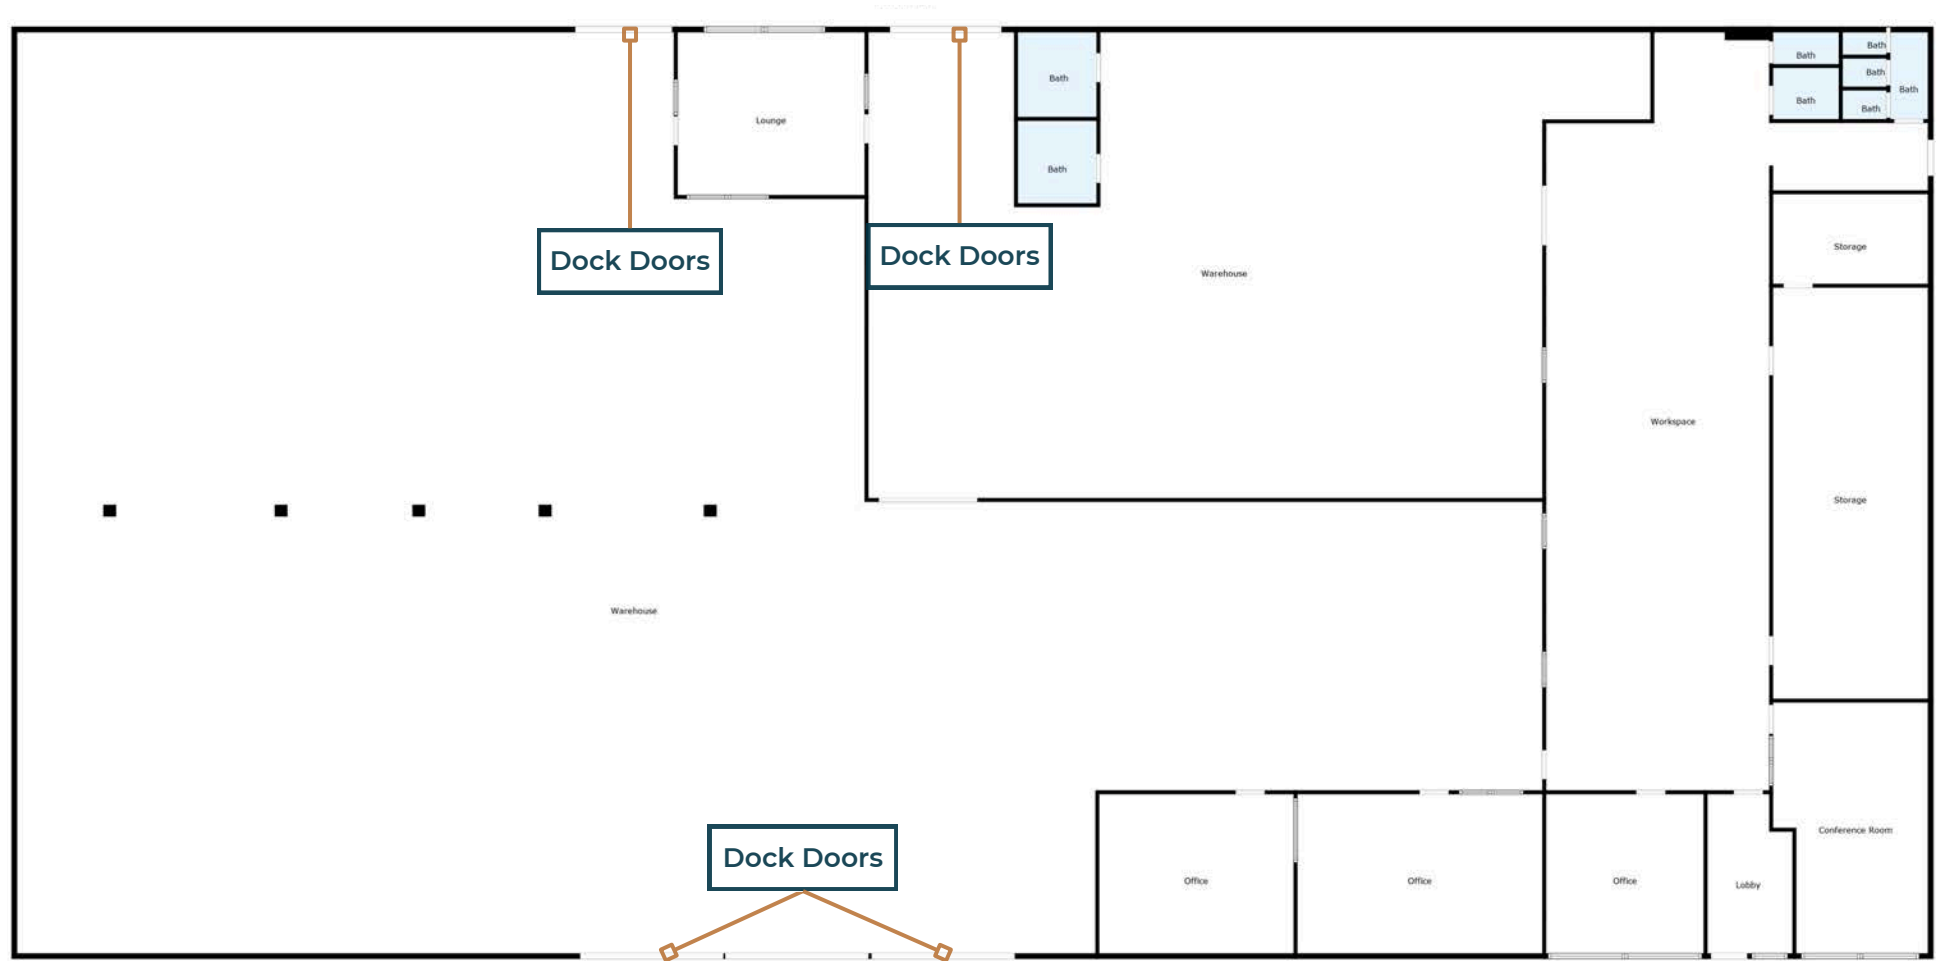 Bath
Bath
Bath
Bath
Bath
Bath
Bath
Bath
Lounge
Bath
Dock Doors
Dock Doors
Warehouse
Storage
Workspace
Storage
Warehouse
Conference Room
Dock Doors
Office
Office
Office
Lobby